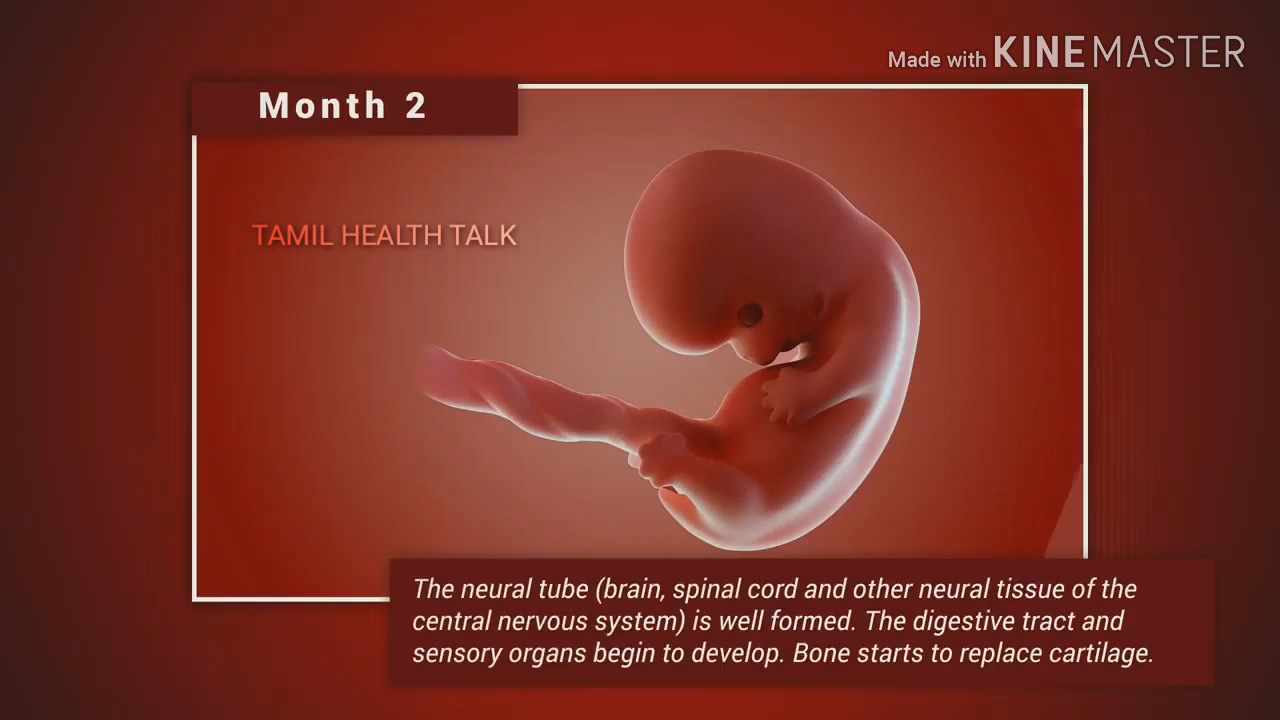 Made with KINEMASTER
Month 2
TAMIL HEALTH TALK
The neural tube (brain, spinal cord and other neural tissue of the
central nervous system) is well formed. The digestive tract and
sensory organs begin to develop. Bone starts to replace cartilage.